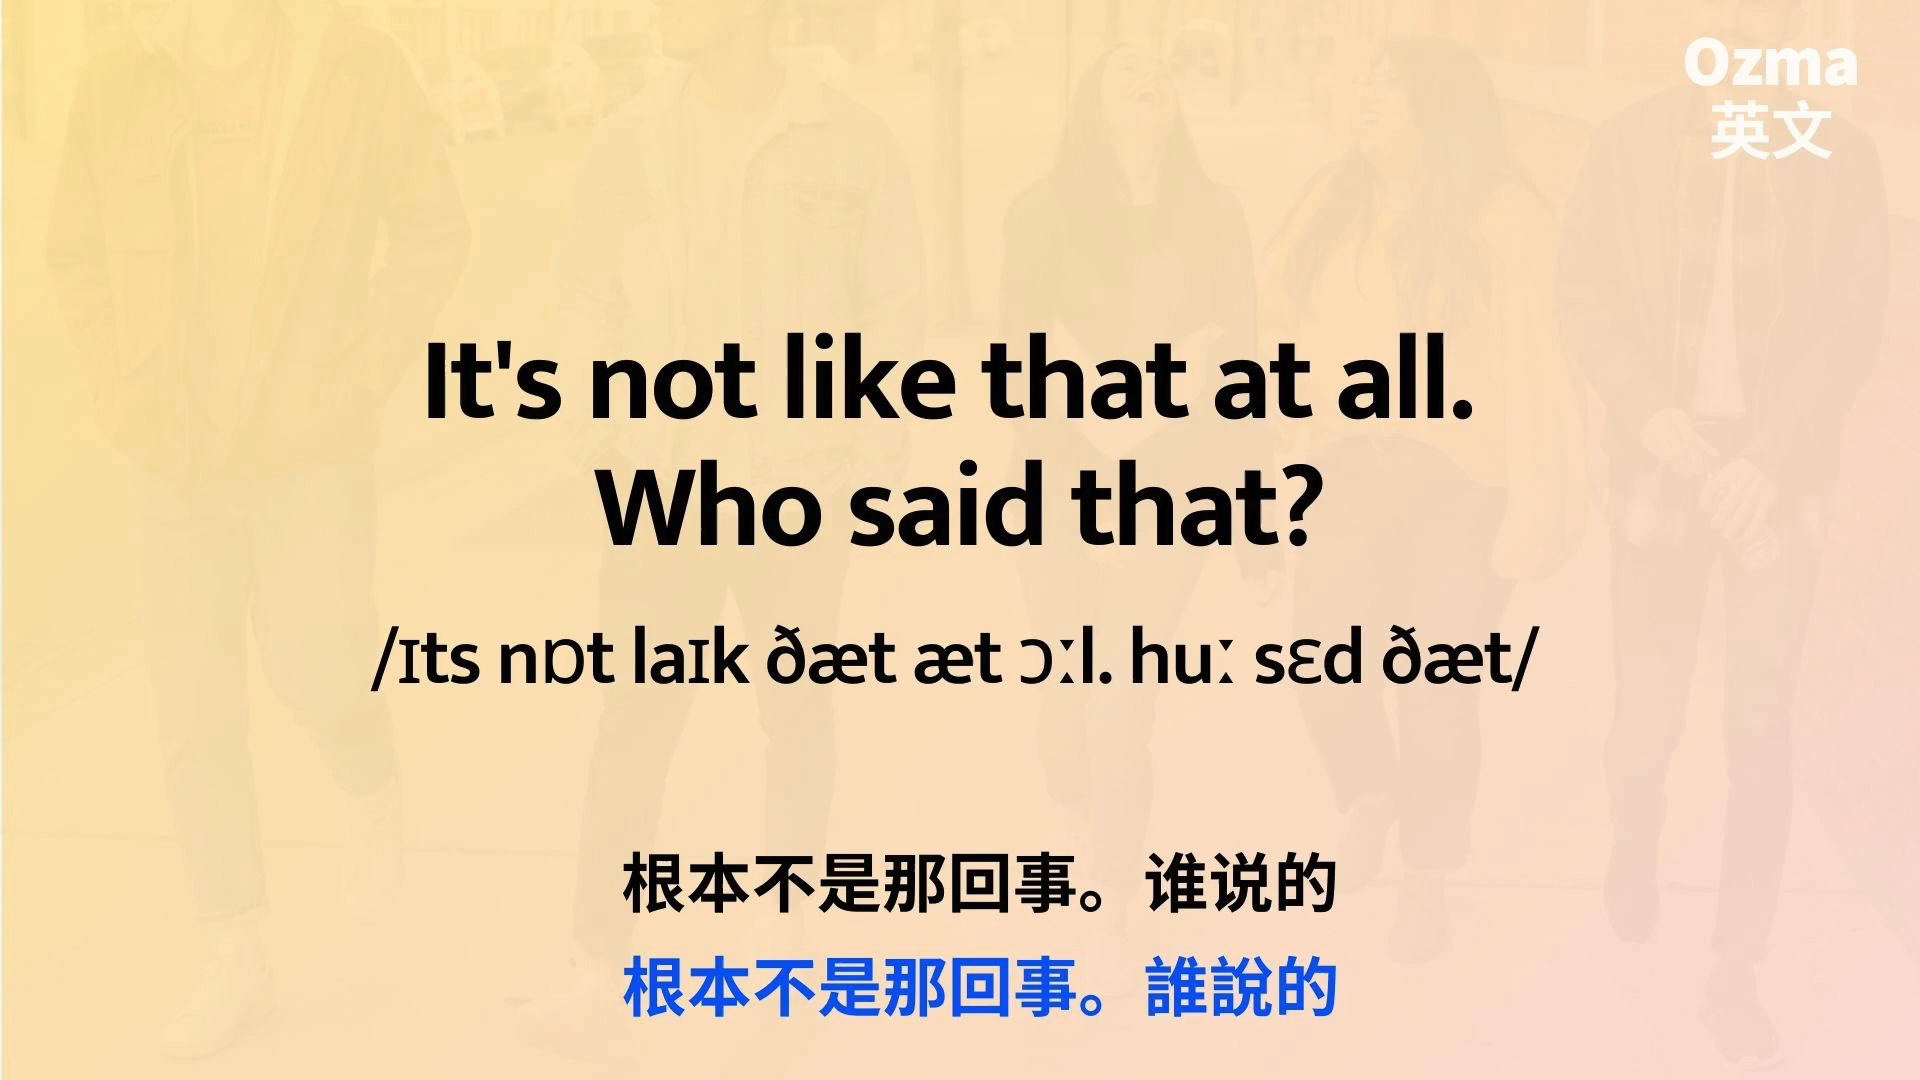 Ozma
英文
It's not like that at all.
Who said that?
/ɪts nɒt laɪk ðæt æt ɔːl. huː sɛd ðæt/
根本不是那回事。谁说的
根本不是那回事。誰說的